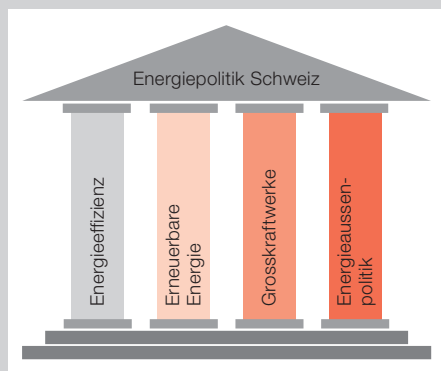 Energiepolitik Schweiz
Energieeffizienz
Erneuerbare
Energie
Grosskraftwerke
Energieaussen-
politik